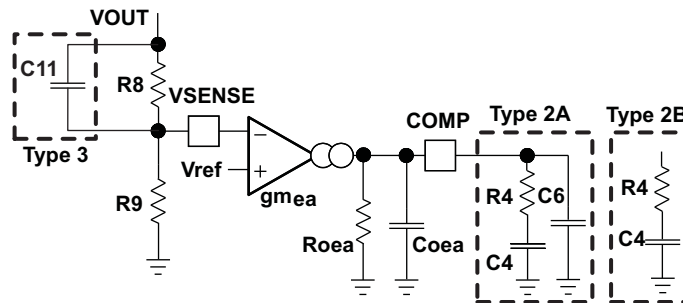 VOUT
C11
R8
VSENSE
COMP
Type 2A
Type 2B
Type 3
Vref
gmea
R9
R4
C6
R4
Roea
Coea
C4
C4